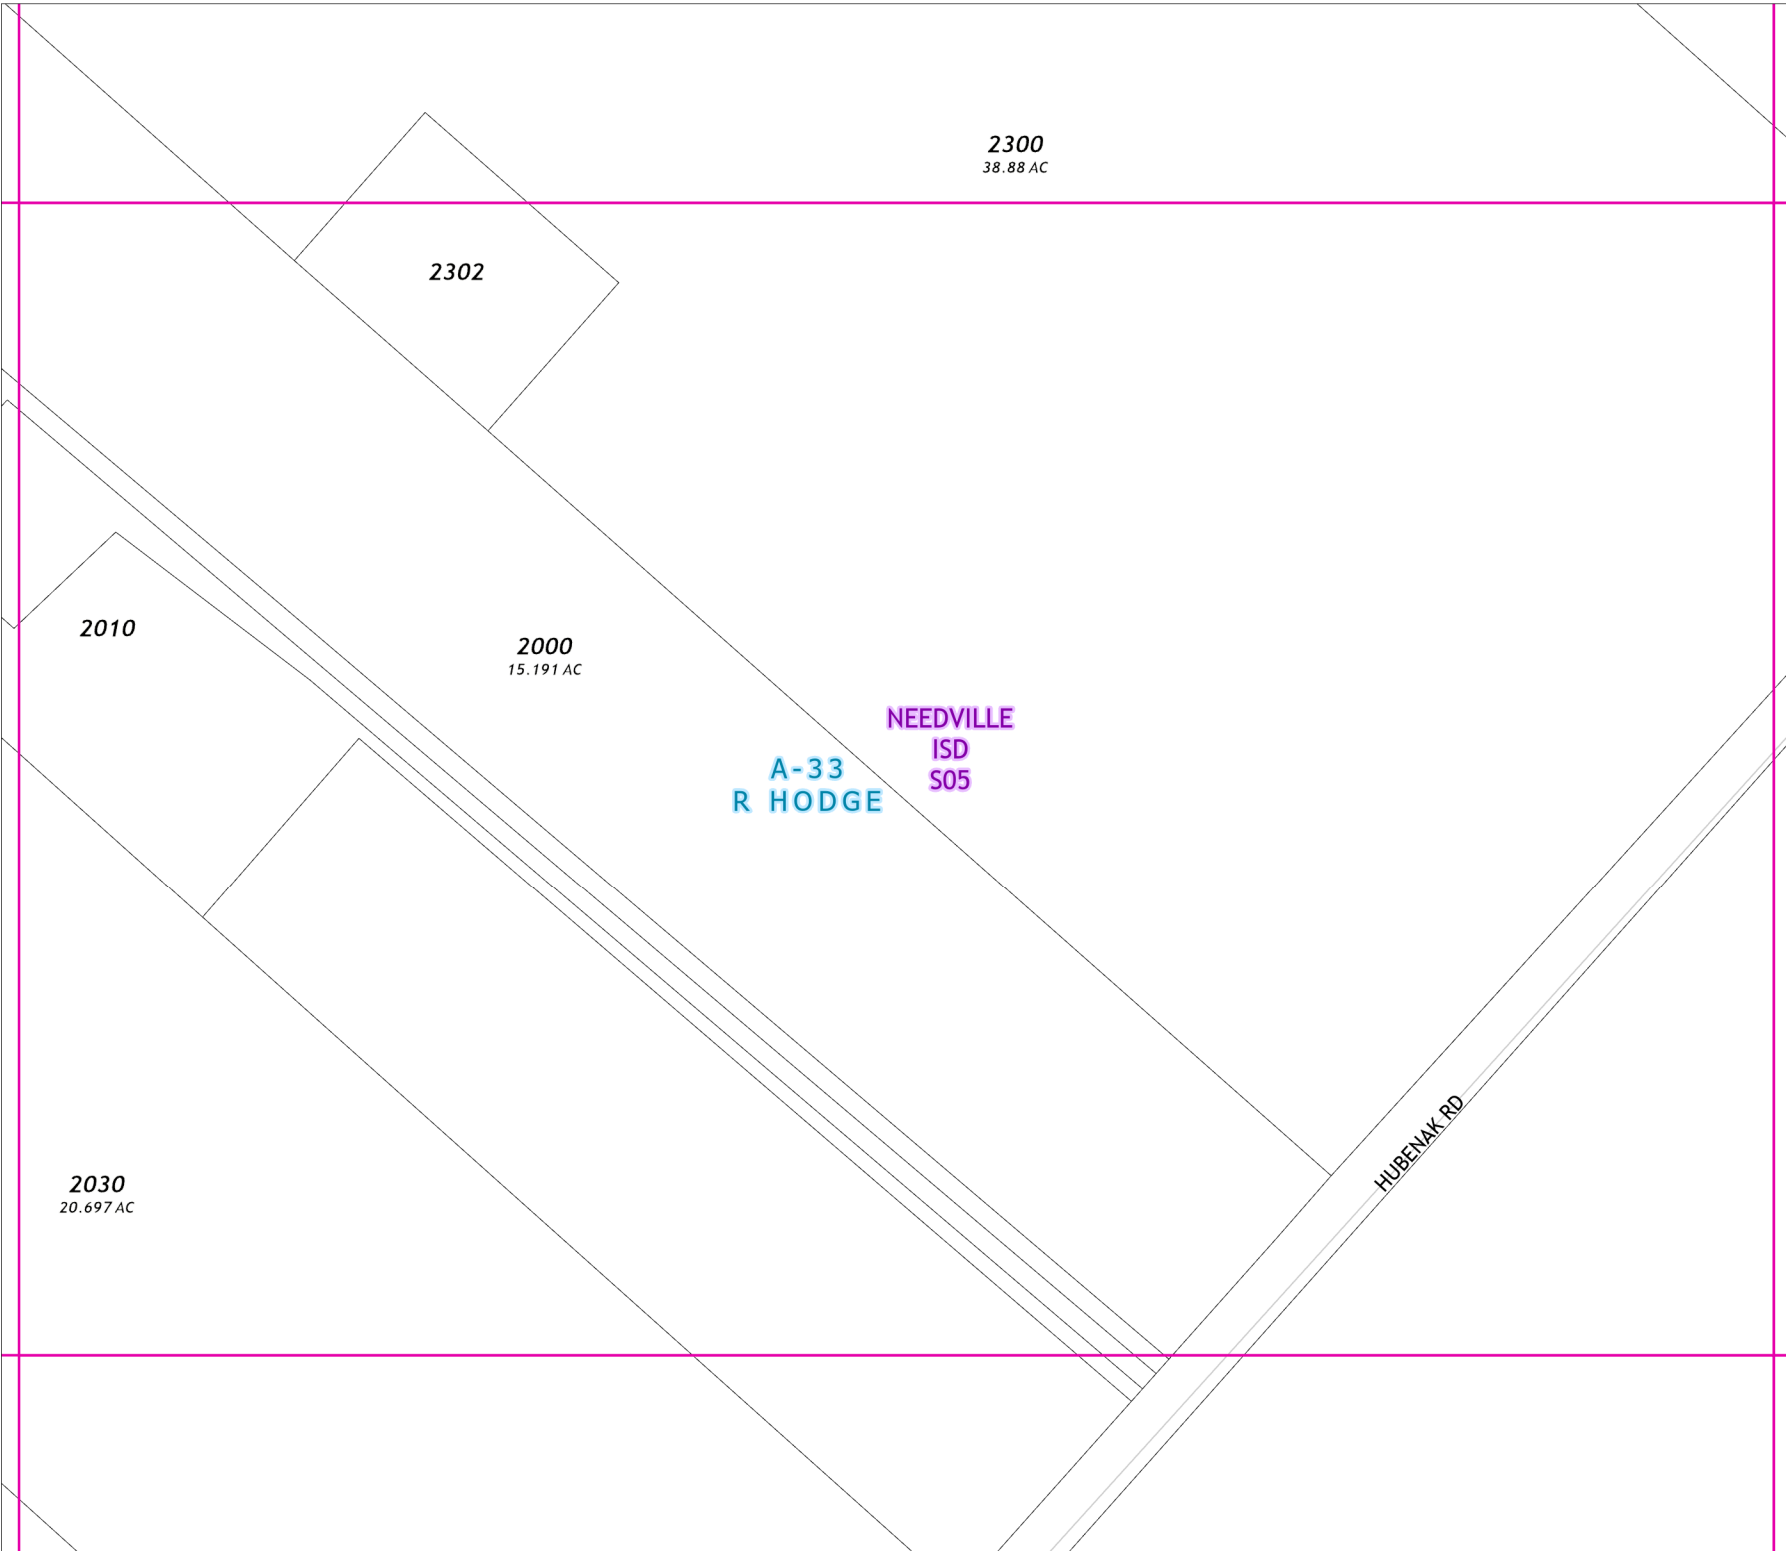 2300
38.88 AC
2302
2010
2000
15.191 AC
NEEDVILLE
ISD
S05
A-33
R HODGE
HUBENAK RD
2030
20.697 AC